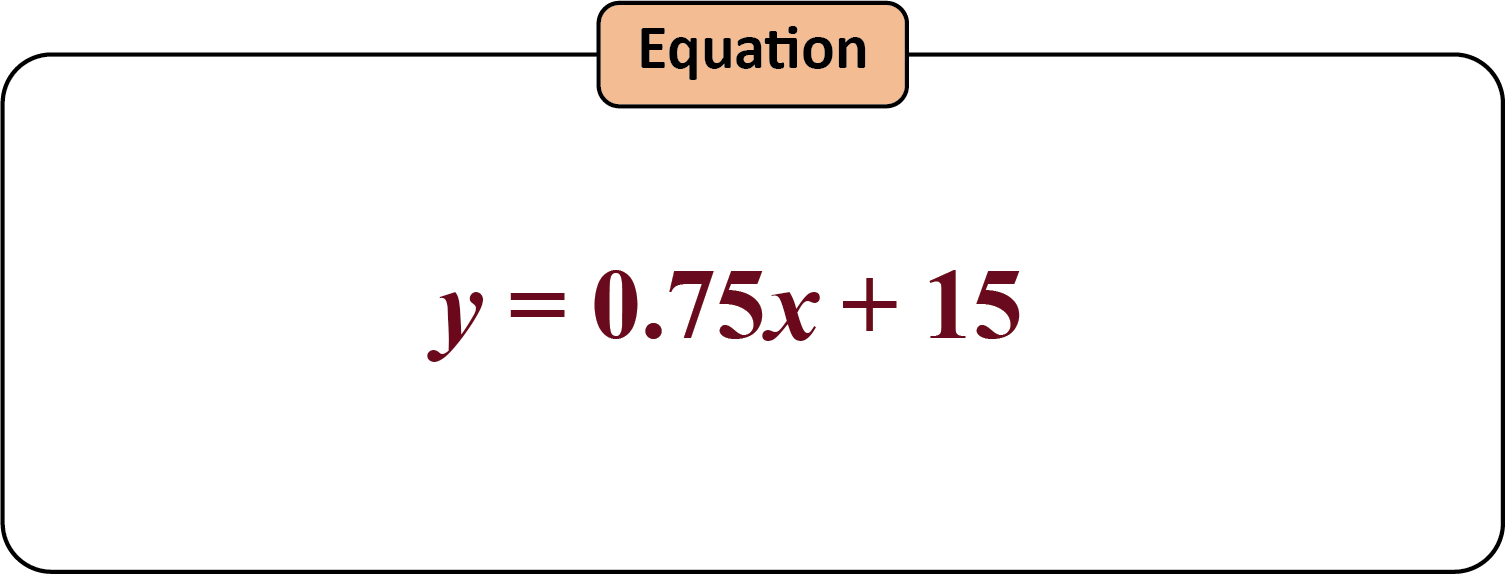 Equation
y = 0.75x + 15